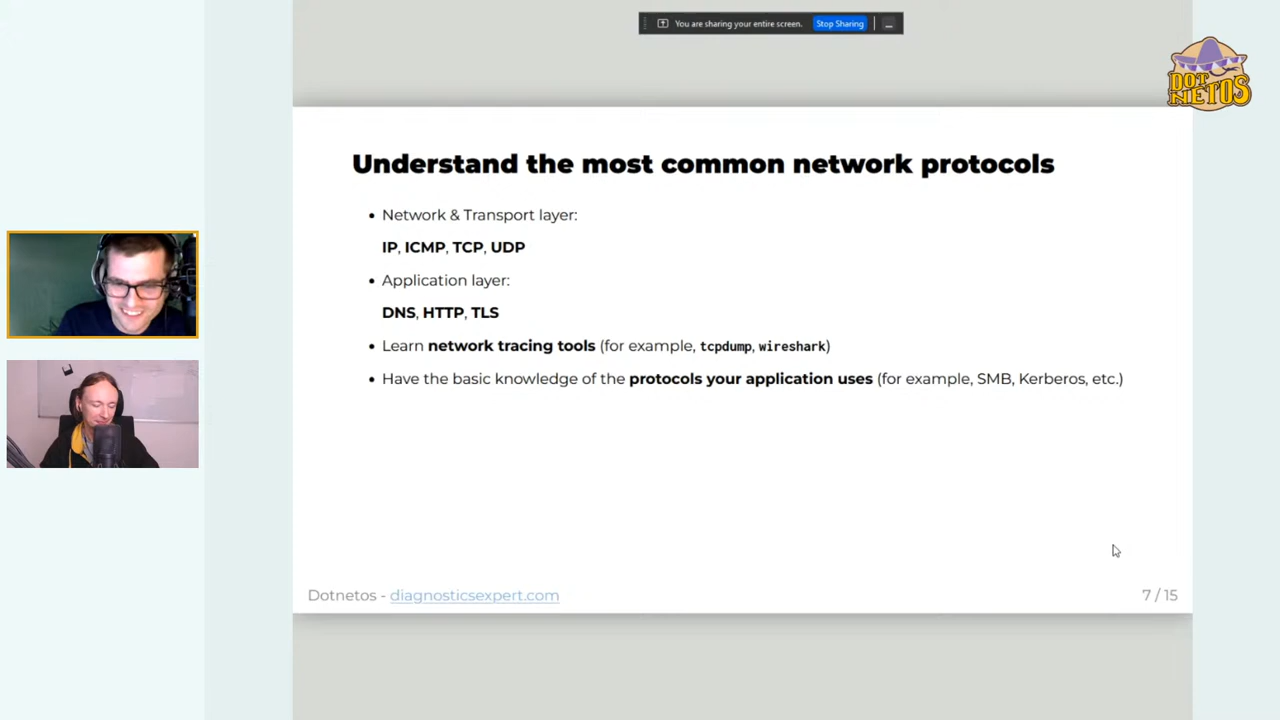 You are sharing your entire screen. Stop Sharing
DOT
NETOS
Understand the most common network protocols
• Network & Transport layer:
IP, ICMP, TCP, UDP
• Application layer:
DNS, HTTP, TLS
• Learn network tracing tools (for example, tcpdump, wireshark)
• Have the basic knowledge of the protocols your application uses (for example, SMB, Kerberos, etc.)
Dotnetos - diagnosticsexpert.com
7 / 15